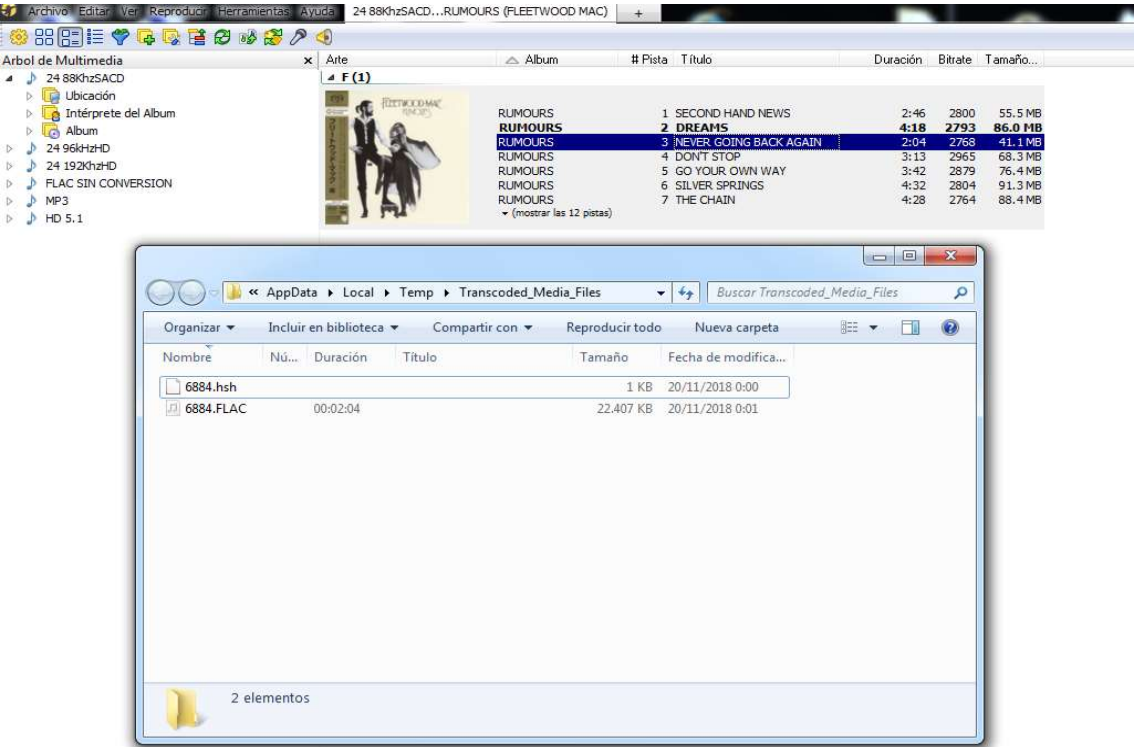 Archivo Editar Ver Reproducir Herramientas Ayuda 24 88KhzSACD...RUMOURS (FLEETWOOD MAC) +
Arbol de Multimedia x Arte Album # Pista Título Duración Bitrate Tamaño...
24 88KhzSACD F (1)
Ubicación
Intérprete del Album
Album
24 96kHzHD
24 192KhzHD
FLAC SIN CONVERSION
MP3
HD 5.1
FLEETWOOD MAC
RUMOURS
RUMOURS 1 SECOND HAND NEWS 2:46 2800 55.5 MB
RUMOURS 2 DREAMS 4:18 2793 86.0 MB
RUMOURS 3 NEVER GOING BACK AGAIN 2:04 2768 41.1 MB
RUMOURS 4 DON'T STOP 3:13 2965 68.3 MB
RUMOURS 5 GO YOUR OWN WAY 3:42 2879 76.4 MB
RUMOURS 6 SILVER SPRINGS 4:32 2804 91.3 MB
RUMOURS 7 THE CHAIN 4:28 2764 88.4 MB
(mostrar las 12 pistas)
« AppData Local Temp Transcoded_Media_Files Buscar Transcoded_Media_Files
Organizar Incluir en biblioteca Compartir con Reproducir todo Nueva carpeta
Nombre Nú... Duración Título Tamaño Fecha de modifica...
6884.hsh 1 KB 20/11/2018 0:00
6884.FLAC 00:02:04 22.407 KB 20/11/2018 0:01
2 elementos